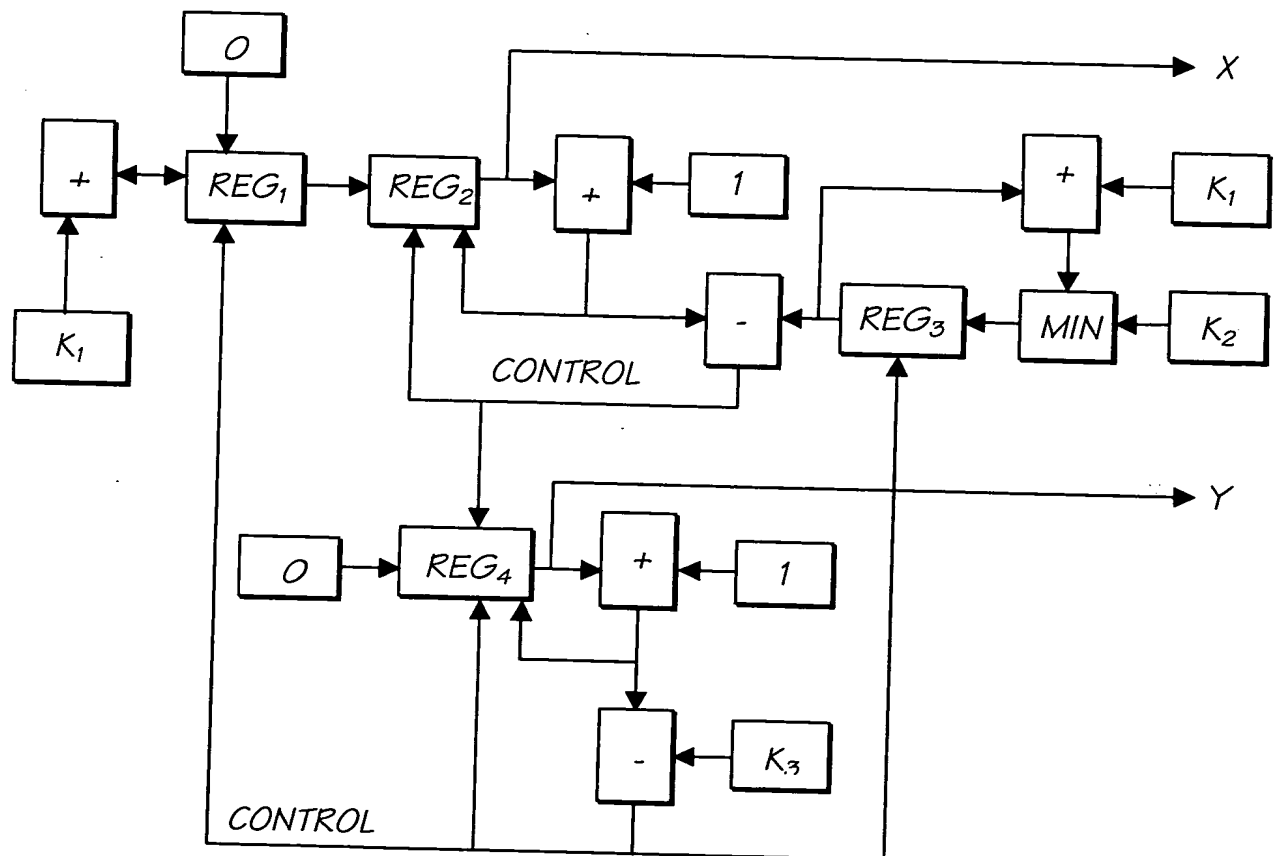 0
X
+
REG₁
REG₂
+
1
+
K₁
K₁
-
REG₃
MIN
K₂
CONTROL
Y
0
REG₄
+
1
-
K₃
CONTROL